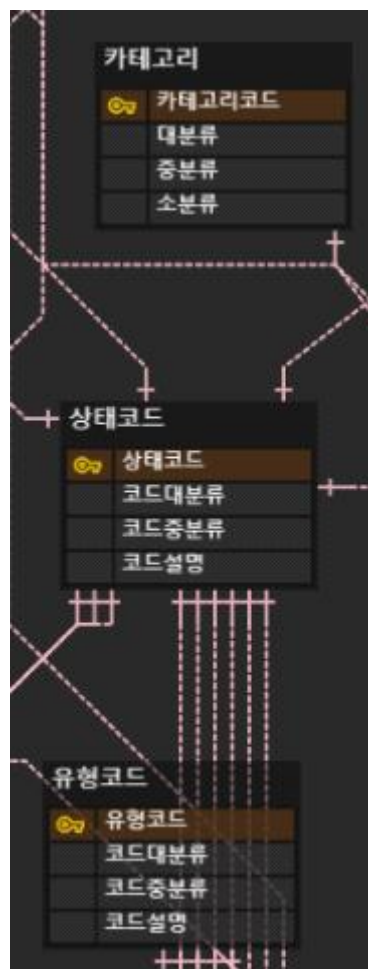 카테고리
카테고리코드
대분류
중분류
소분류
상태코드
상태코드
코드대분류
코드중분류
코드설명
유형코드
유형코드
코드대분류
코드중분류
코드설명